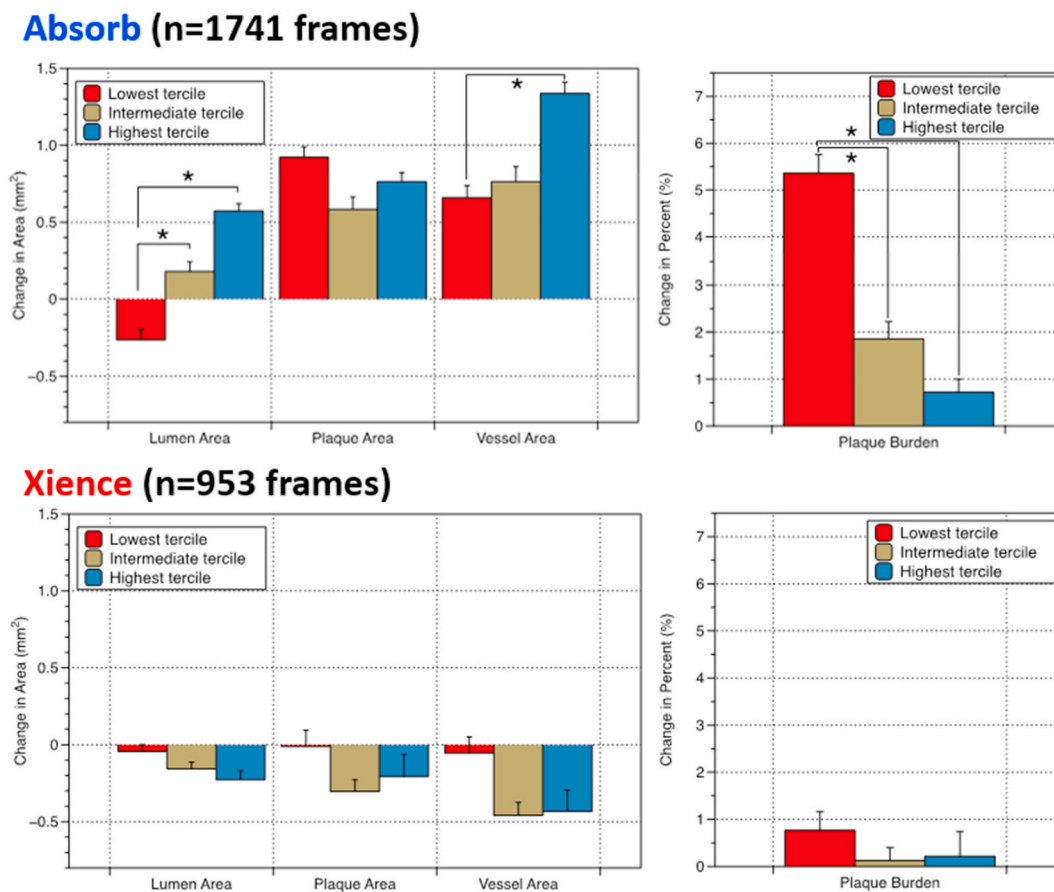 Absorb (n=1741 frames)
Change in Area (mm²)
1.5
1.0
0.5
0
−0.5
Lowest tercile
Intermediate tercile
Highest tercile
*
*
*
Lumen Area
Plaque Area
Vessel Area
Change in Percent (%)
7
6
5
4
3
2
1
0
Lowest tercile
Intermediate tercile
Highest tercile
*
*
Plaque Burden
Xience (n=953 frames)
Change in Area (mm²)
1.5
1.0
0.5
0
−0.5
Lowest tercile
Intermediate tercile
Highest tercile
Lumen Area
Plaque Area
Vessel Area
Change in Percent (%)
7
6
5
4
3
2
1
0
Lowest tercile
Intermediate tercile
Highest tercile
Plaque Burden